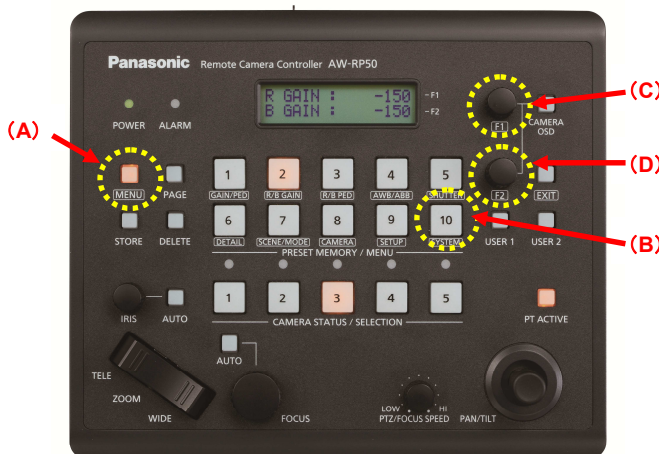 Panasonic Remote Camera Controller AW-RP50
R GAIN : -150 -F1
B GAIN : -150 -F2
(C)
F1
CAMERA
OSD
POWER ALARM
(A)
(D)
MENU PAGE
1 2 3 4 5
GAIN/PED R/B GAIN R/B PED AWB/ABB SHUTTER
F2 EXIT
6 7 8 9 10
(B)
STORE DELETE
DETAIL SCENE/MODE CAMERA SETUP SYSTEM
USER 1 USER 2
PRESET MEMORY / MENU
1 2 3 4 5
IRIS AUTO
PT ACTIVE
CAMERA STATUS / SELECTION
AUTO
TELE
ZOOM
WIDE
FOCUS
LOW HI
PTZ/FOCUS SPEED
PAN/TILT